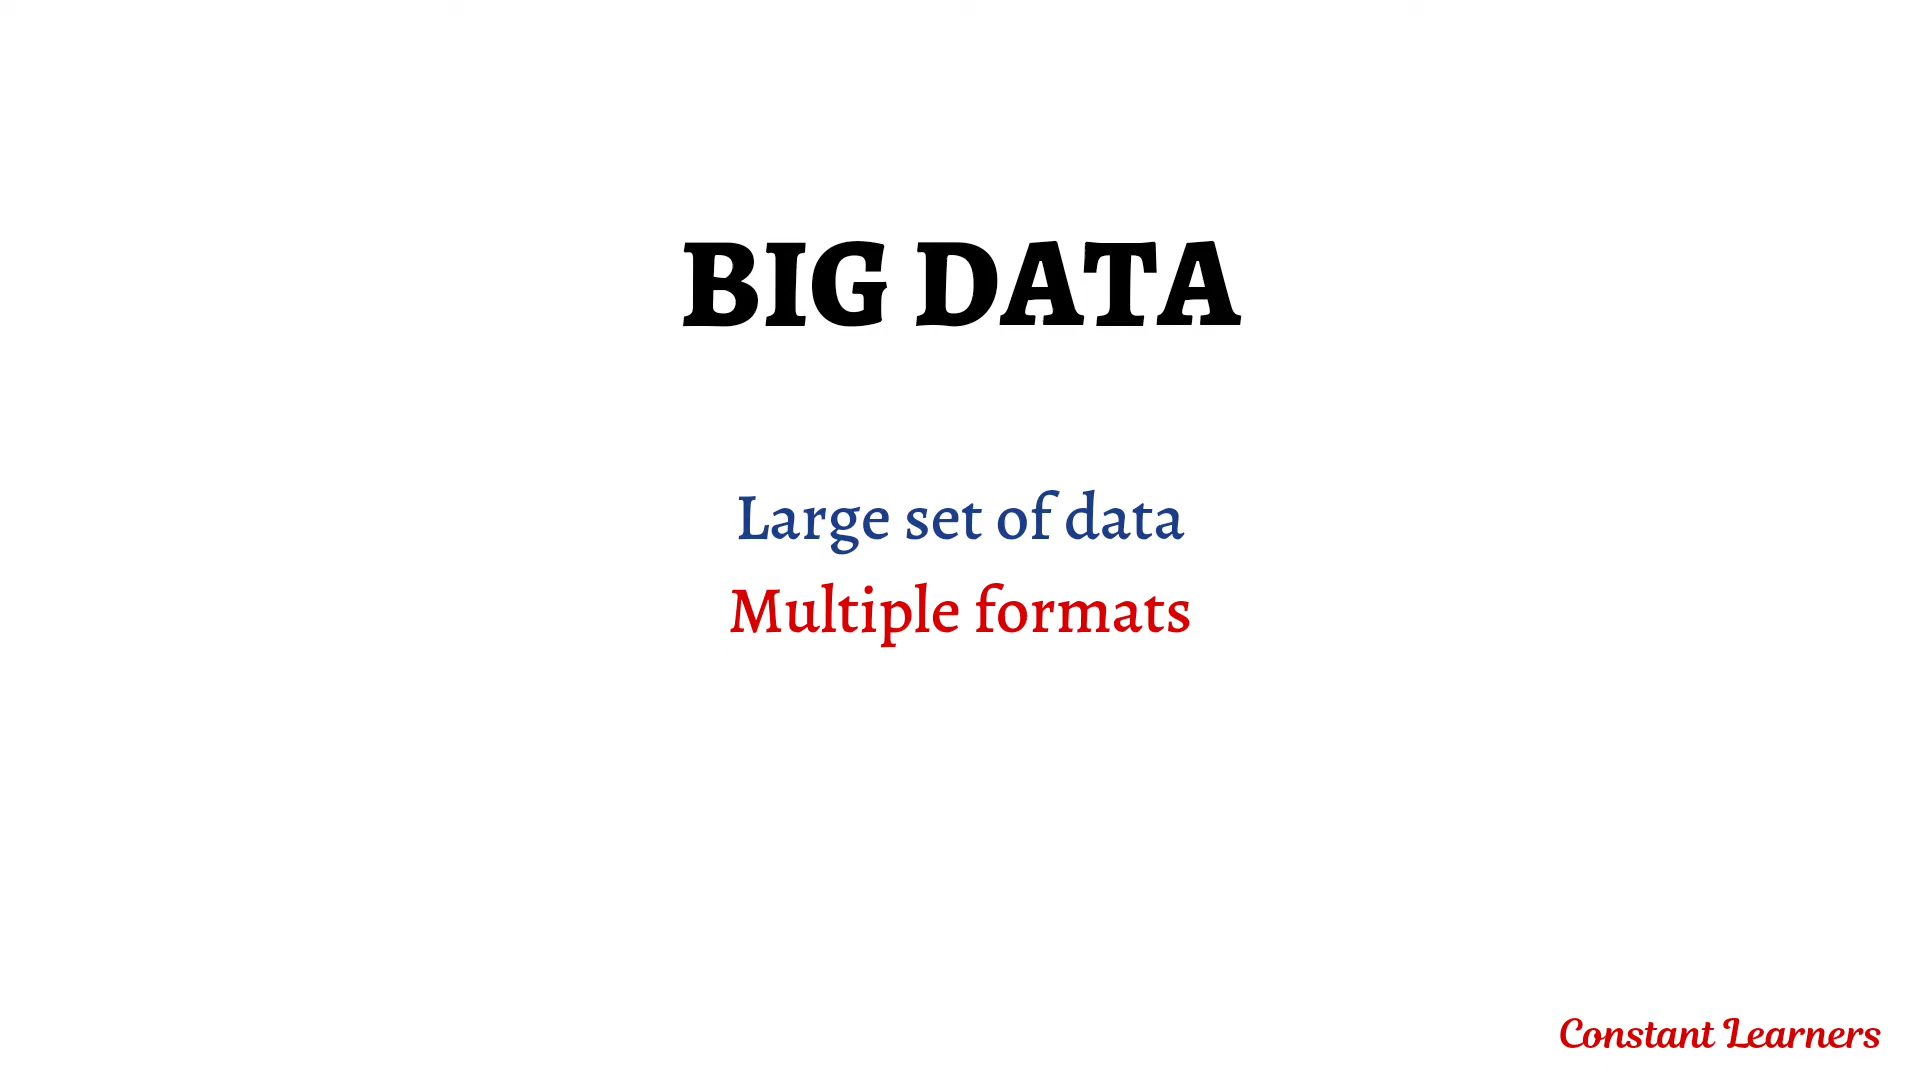 BIG DATA
Large set of data
Multiple formats
Constant Learners